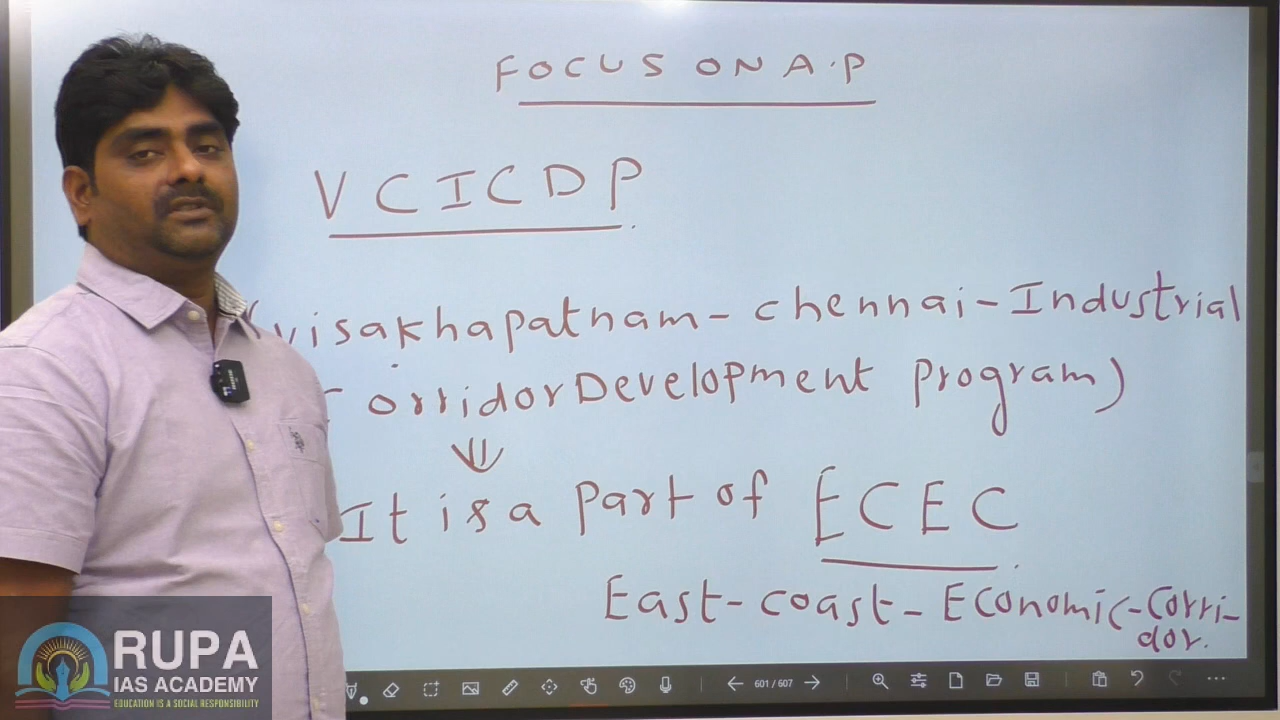 FOCUS ON A.P
VCICDP
(visakhapatnam-chennai-Industrial
corridor Development program)
It is a part of ECEC
East-coast-Economic-Corri-
dor.
601 / 607
RUPA
IAS ACADEMY
EDUCATION IS A SOCIAL RESPONSIBILITY